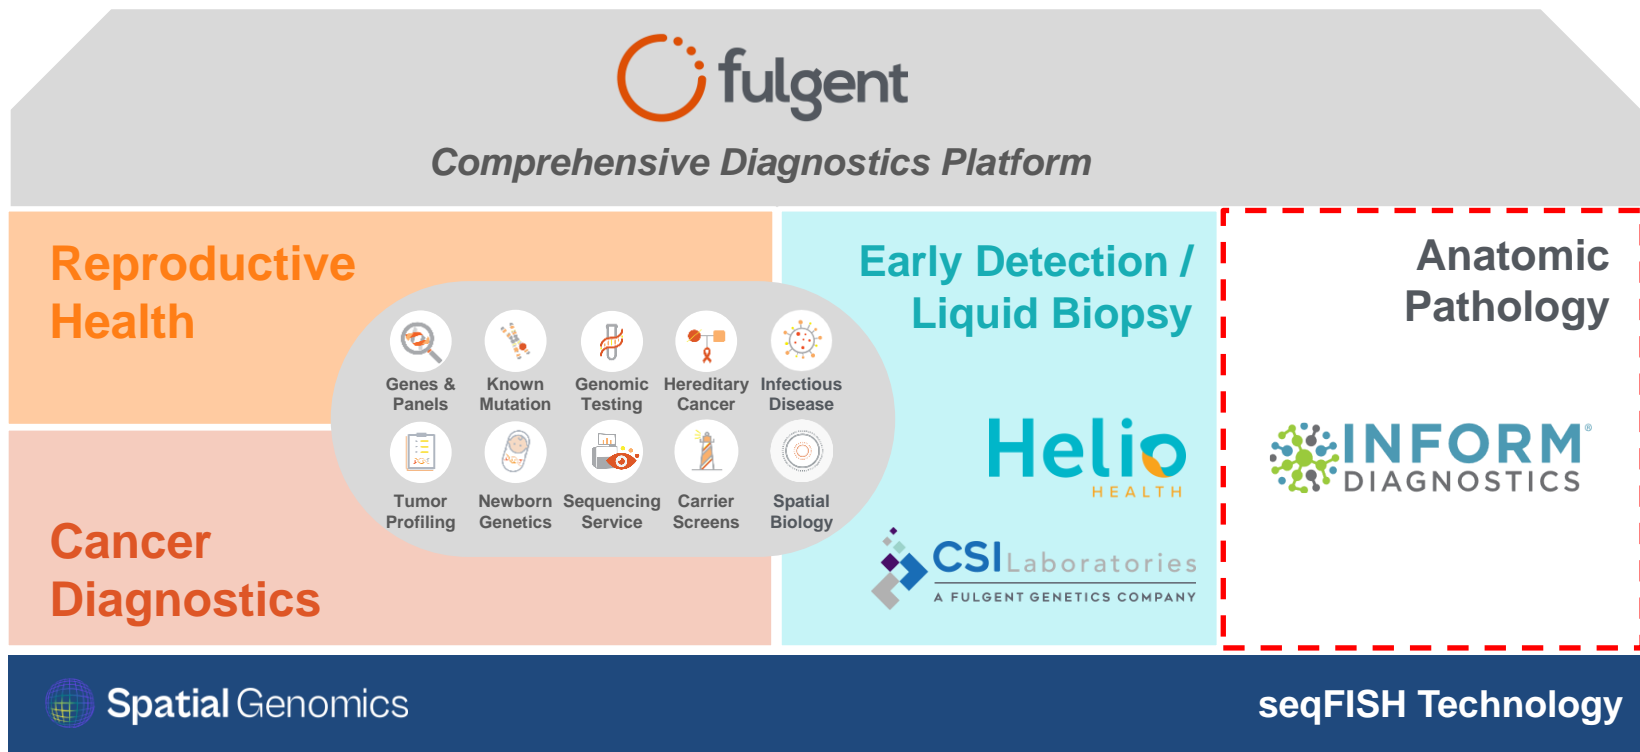 fulgent
Comprehensive Diagnostics Platform
Reproductive
Health
Early Detection /
Liquid Biopsy
Anatomic
Pathology
Genes &
Panels
Known
Mutation
Genomic
Testing
Hereditary
Cancer
Infectious
Disease
Tumor
Profiling
Newborn
Genetics
Sequencing
Service
Carrier
Screens
Spatial
Biology
Cancer
Diagnostics
Helio
HEALTH
CSI Laboratories
A FULGENT GENETICS COMPANY
INFORM®
DIAGNOSTICS
Spatial Genomics
seqFISH Technology